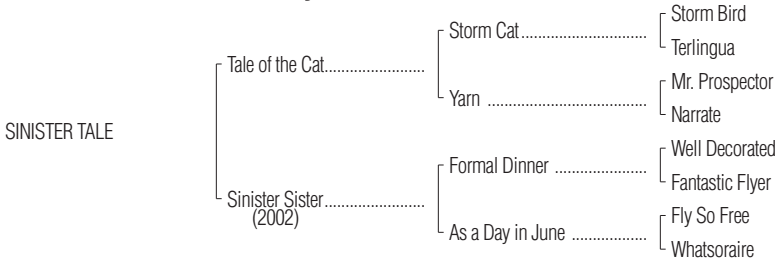 Storm Bird
Storm Cat..................................
Terlingua
Tale of the Cat.........................
Mr. Prospector
Yarn ..........................................
Narrate
SINISTER TALE
Well Decorated
Formal Dinner ........................
Fantastic Flyer
Sinister Sister.........................
(2002)
Fly So Free
As a Day in June ....................
Whatsoraire